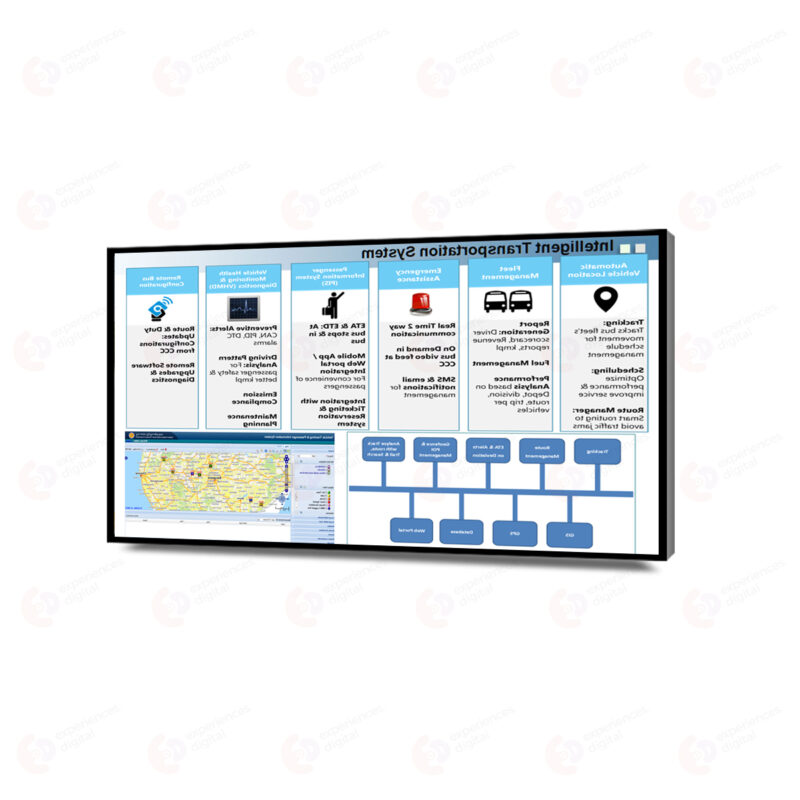 experiences
digital
Intelligent Transportation System
Automatic
Vehicle Location
Tracking:
Tracks bus fleet's
movement for
schedule
management
Scheduling:
Optimize
performance &
improve service
Route Manager:
Smart routing to
avoid traffic jams
Fleet
Management
Report
Generation: Driver
scorecard, Revenue
reports, kmpl
Fuel Management
Performance
Analysis based on
Depot, division,
route, trip per
vehicles
Emergency
Assistance
Real Time 2 way
communication
On Demand in
bus video feed at
CCC
SMS & email
notifications for
management
Passenger
Information System
(PIS)
ETA & ETD: At
bus stops & in
bus
Mobile App /
Web portal
Integration
For convenience of
passengers
Integration with
Ticketing &
Reservation
system
Vehicle Health
Monitoring &
Diagnostics (VHMD)
Preventive Alerts:
CAN, PID, DTC
alarms
Driving Pattern
Analysis: For
passenger safety &
better kmpl
Emission
Compliance
Maintenance
Planning
Remote Bus
Configuration
Route Duty
Updates:
Configurations
from CCC
Remote Software
Upgrades &
Diagnostics
Tracking
Route
Management
ETA & Alerts
on Deviation
Geofence &
POI
Management
Analyze Track
with route,
Trail & Search
GIS
GPS
Database
Web Portal